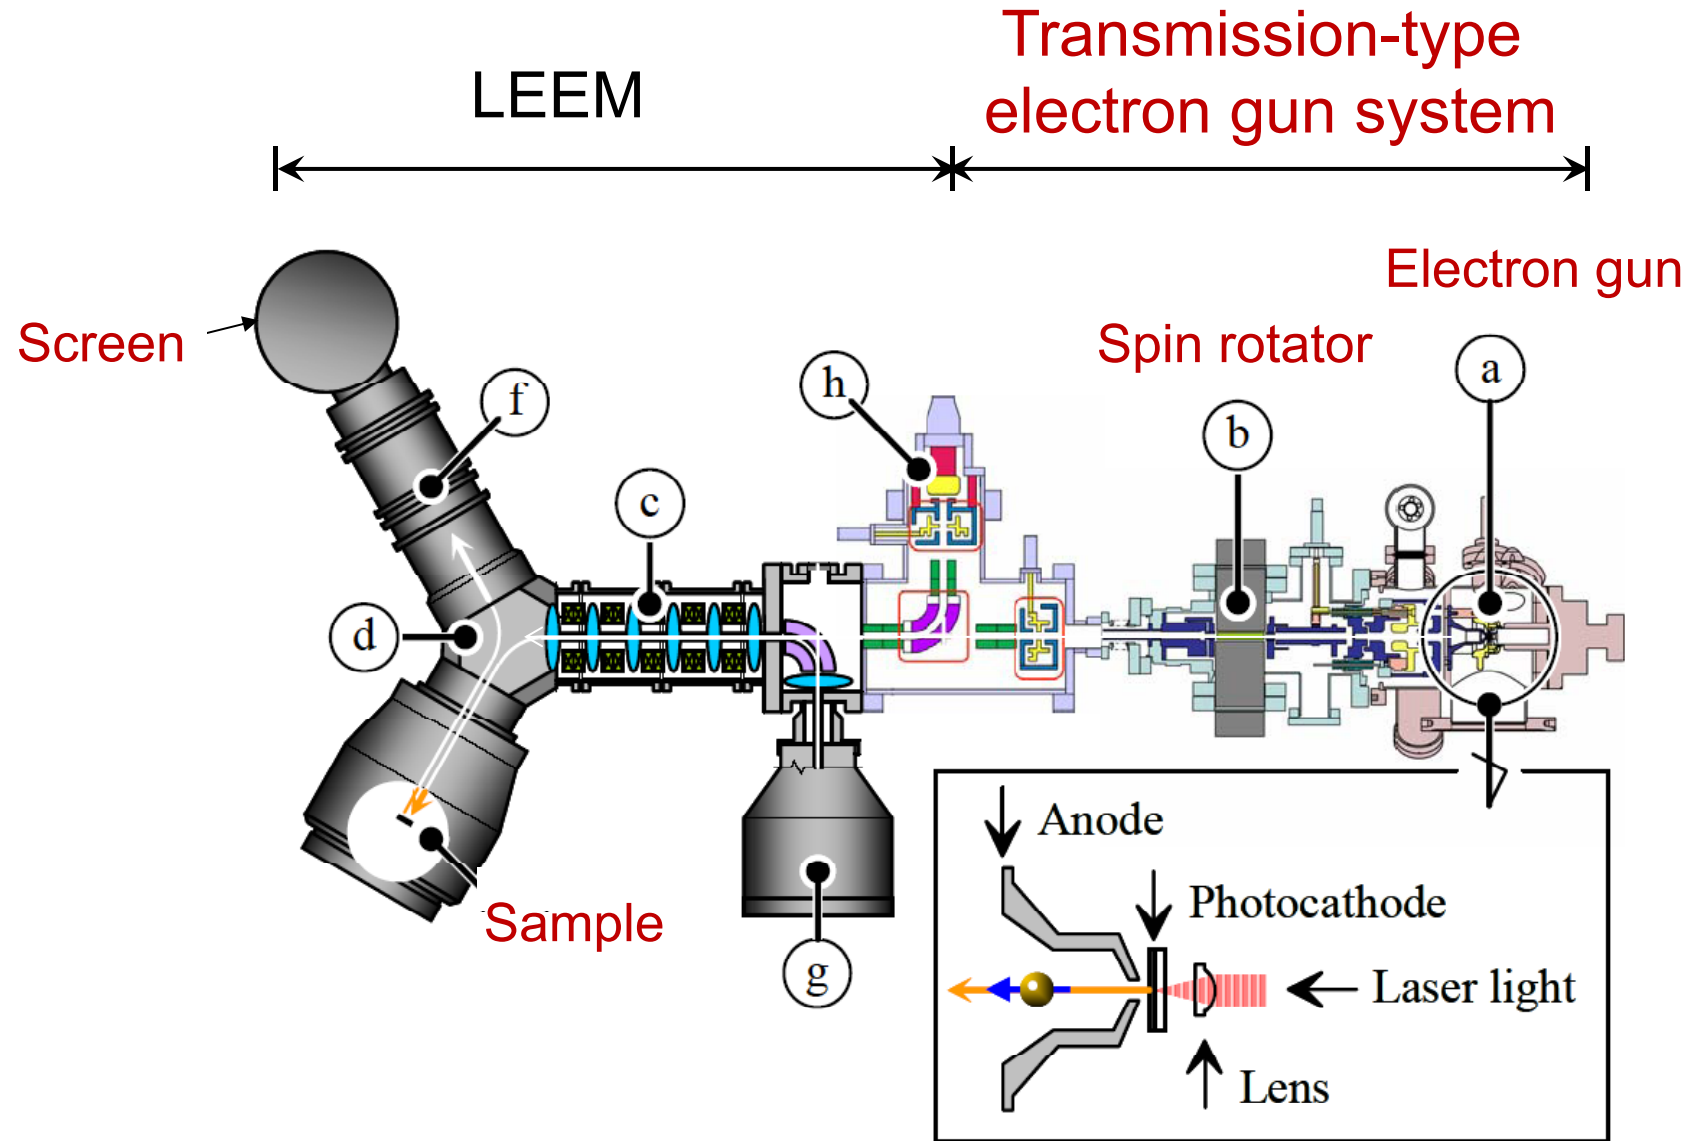 Transmission-type
electron gun system
LEEM
Electron gun
Screen
Spin rotator
a
h
f
b
c
d
Anode
Photocathode
Sample
g
Laser light
Lens